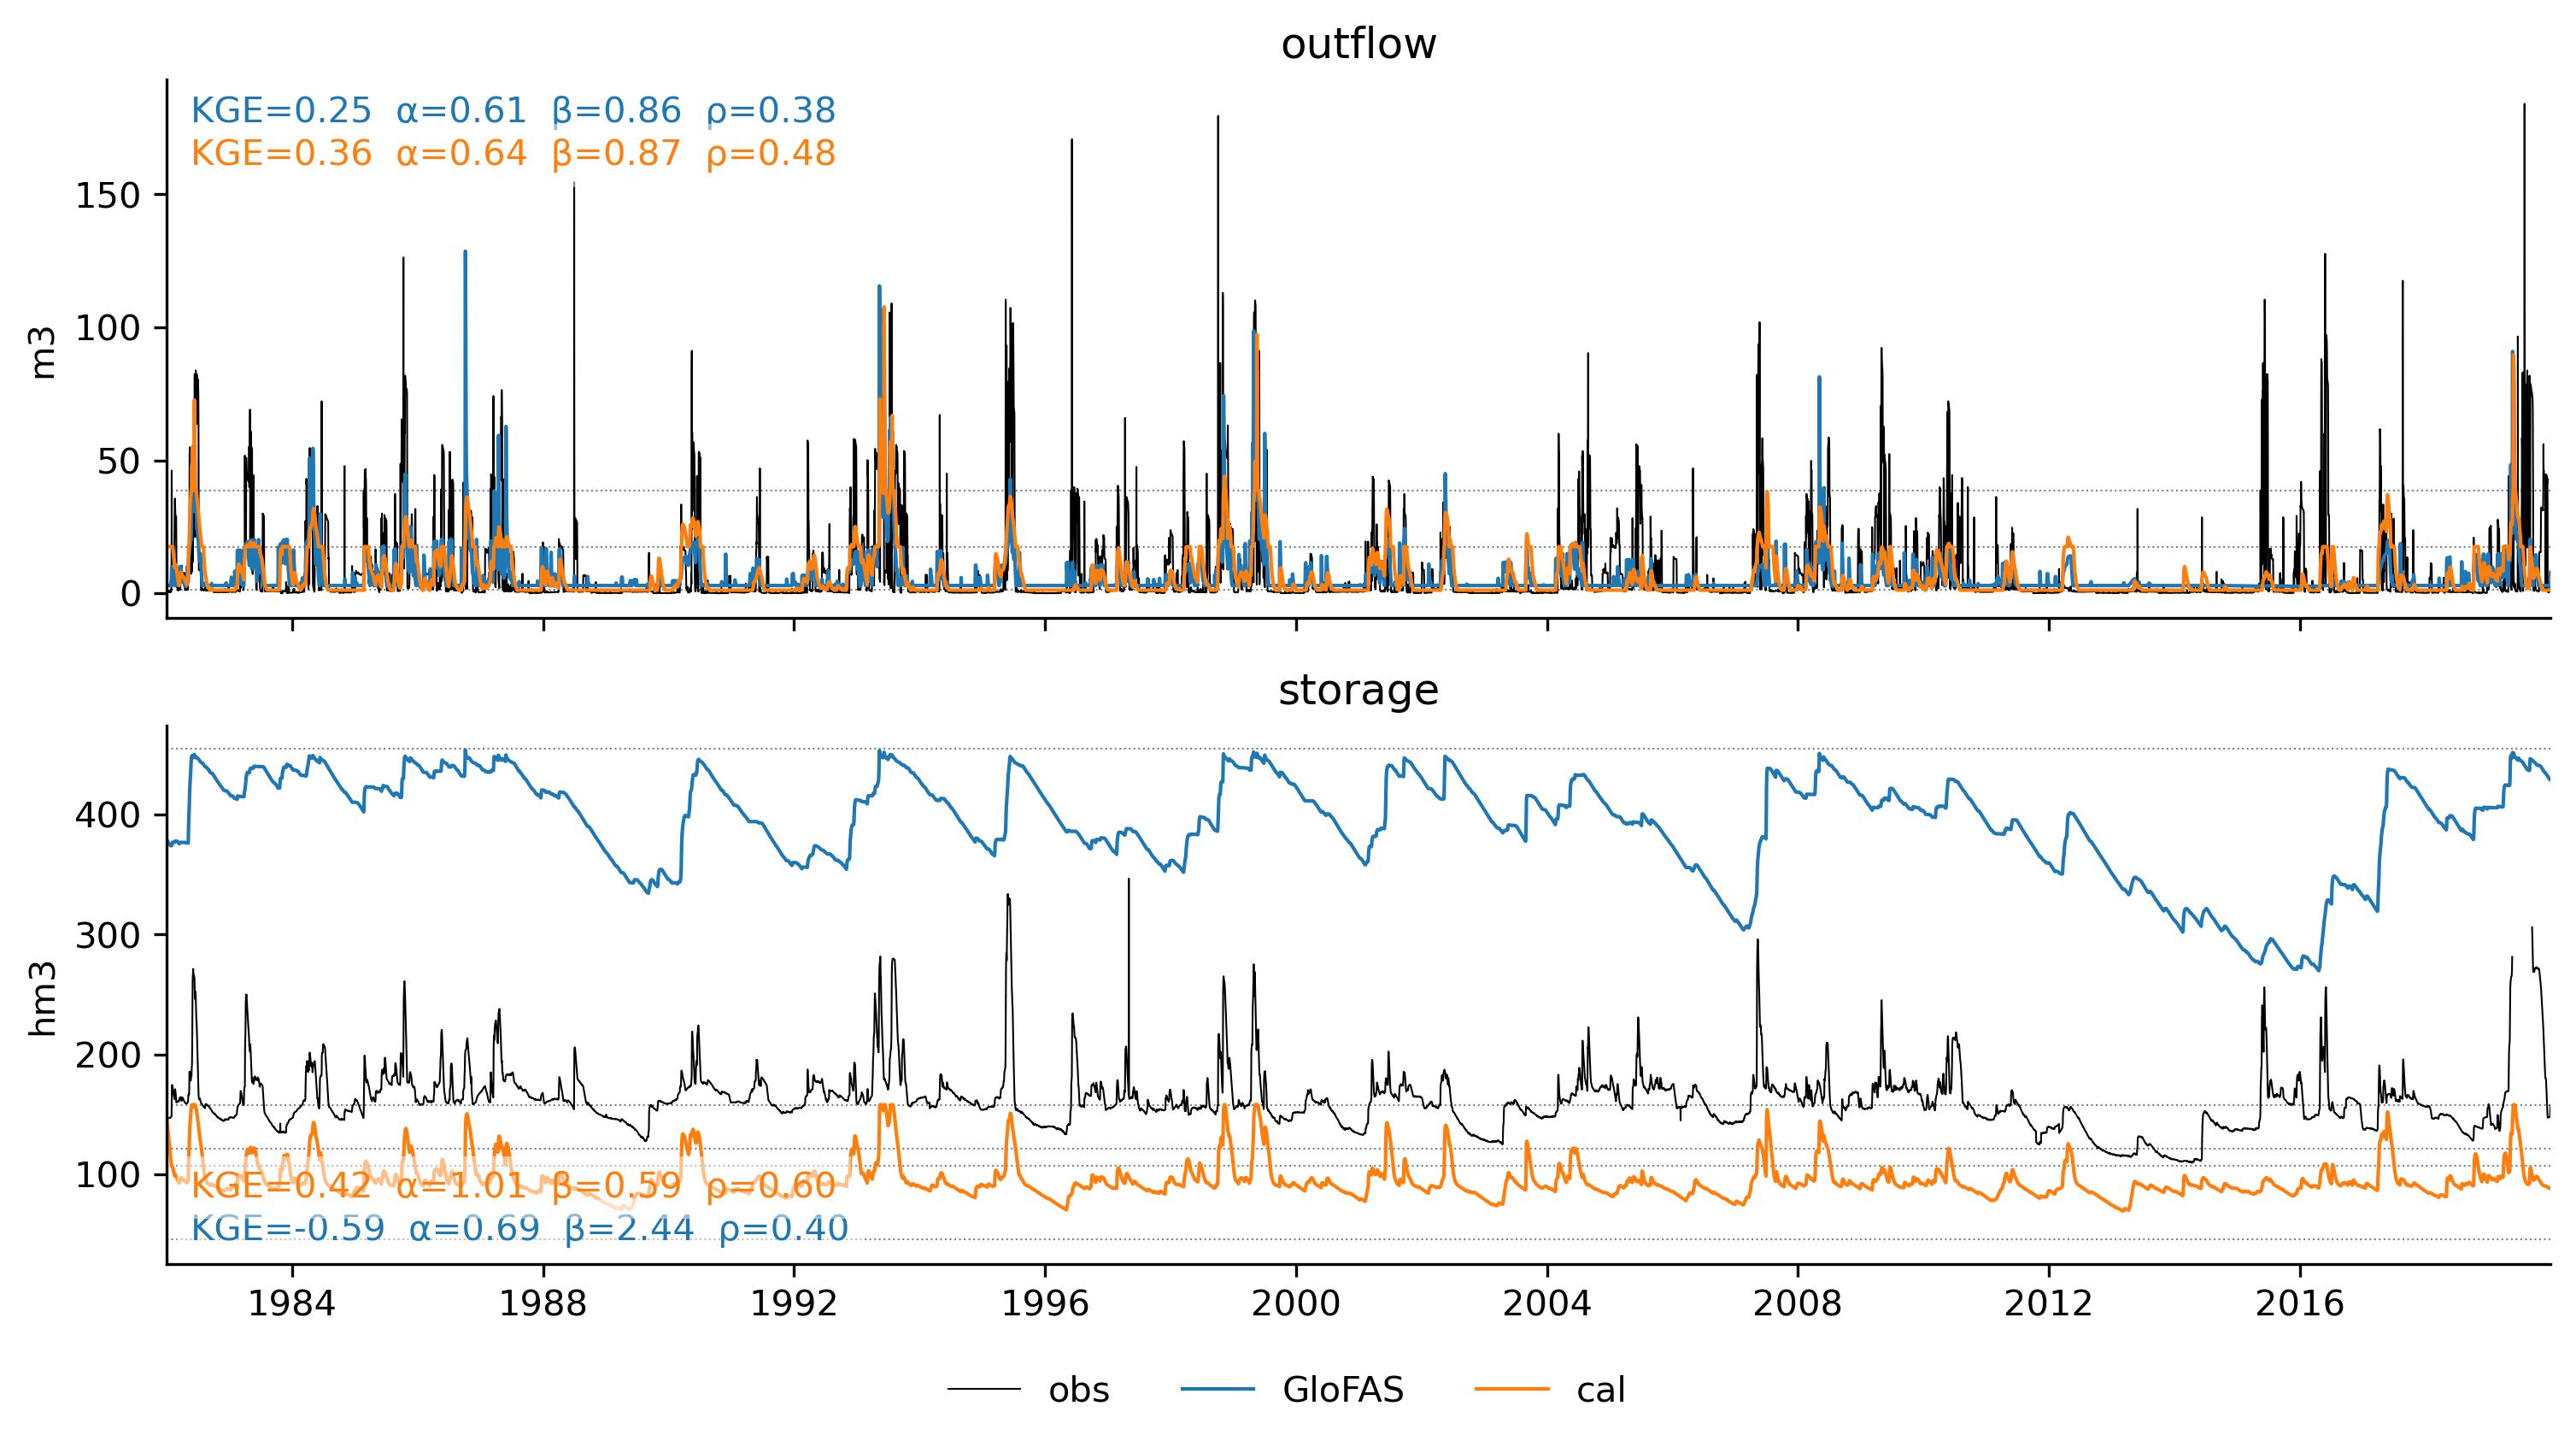 outflow
KGE=0.25 α=0.61 β=0.86 ρ=0.38
KGE=0.36 α=0.64 β=0.87 ρ=0.48
150
100
50
0
m3
storage
400
300
200
100
hm3
KGE=0.42 α=1.01 β=0.59 ρ=0.60
KGE=-0.59 α=0.69 β=2.44 ρ=0.40
1984 1988 1992 1996 2000 2004 2008 2012 2016
obs GloFAS cal